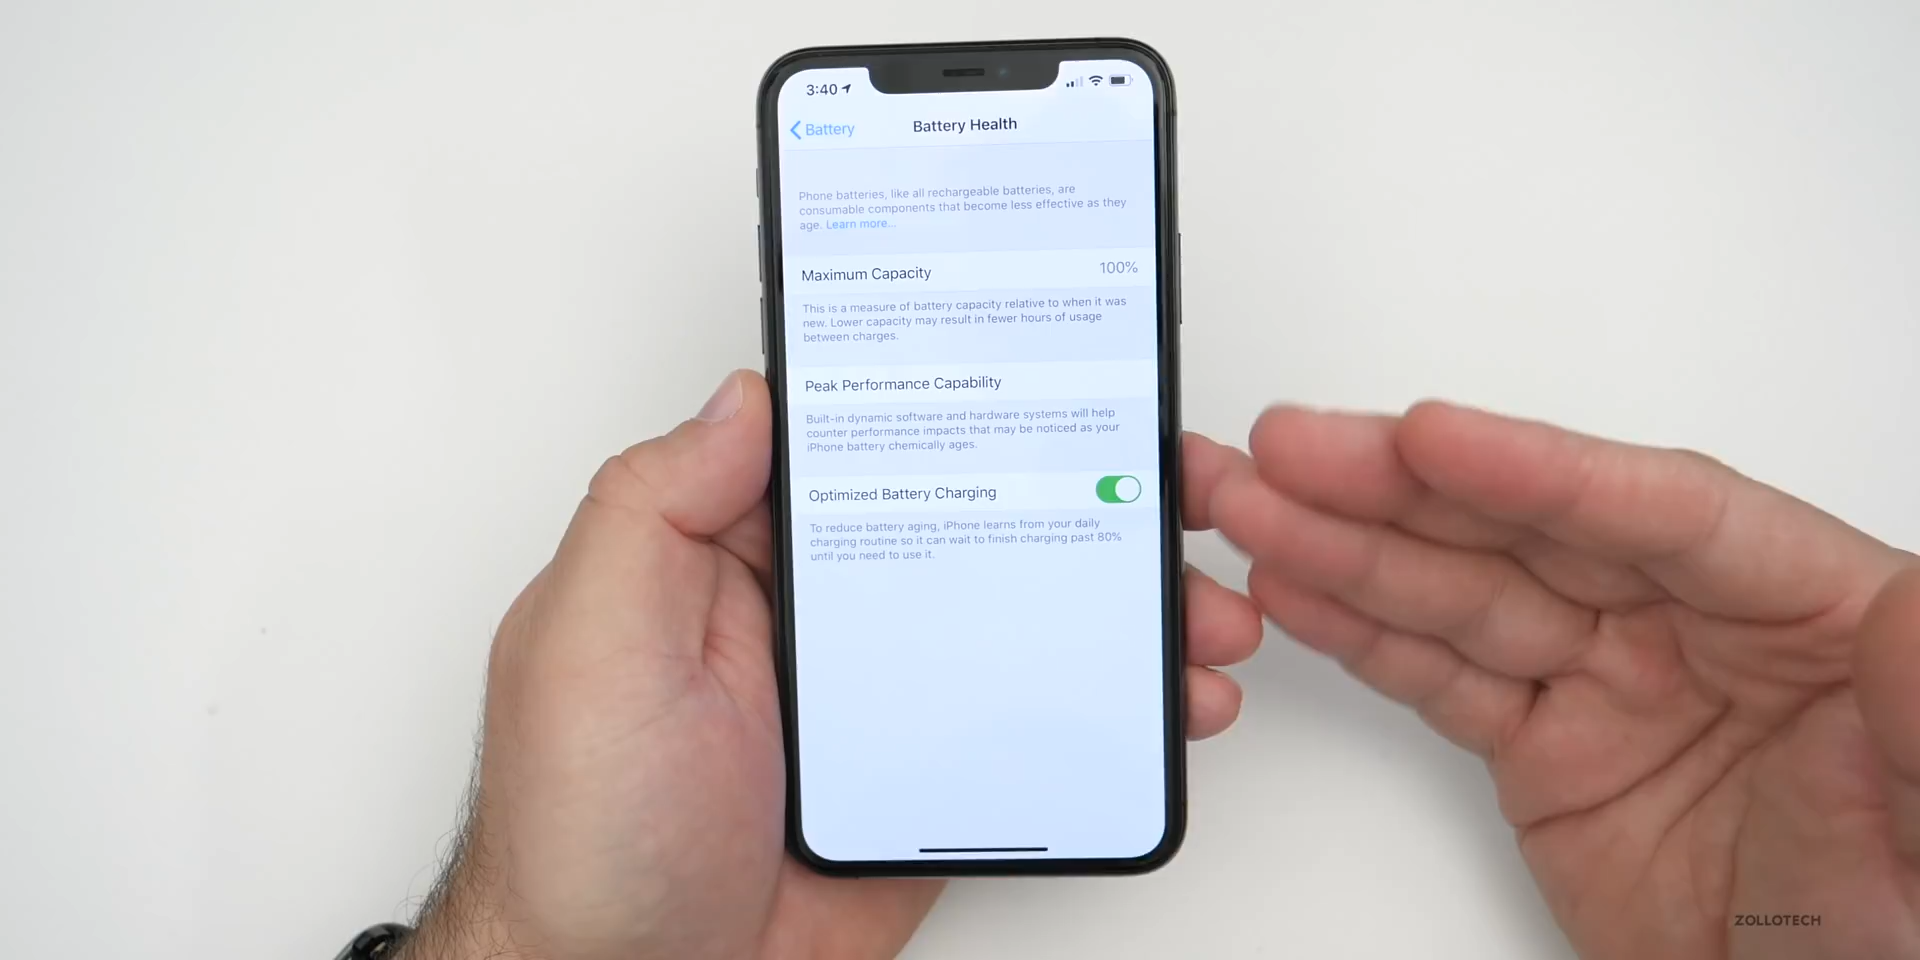 3:40
Battery
Battery Health
Phone batteries, like all rechargeable batteries, are
consumable components that become less effective as they
age. Learn more...
Maximum Capacity 100%
This is a measure of battery capacity relative to when it was
new. Lower capacity may result in fewer hours of usage
between charges.
Peak Performance Capability
Built-in dynamic software and hardware systems will help
counter performance impacts that may be noticed as your
iPhone battery chemically ages.
Optimized Battery Charging
To reduce battery aging, iPhone learns from your daily
charging routine so it can wait to finish charging past 80%
until you need to use it.
ZOLLOTECH